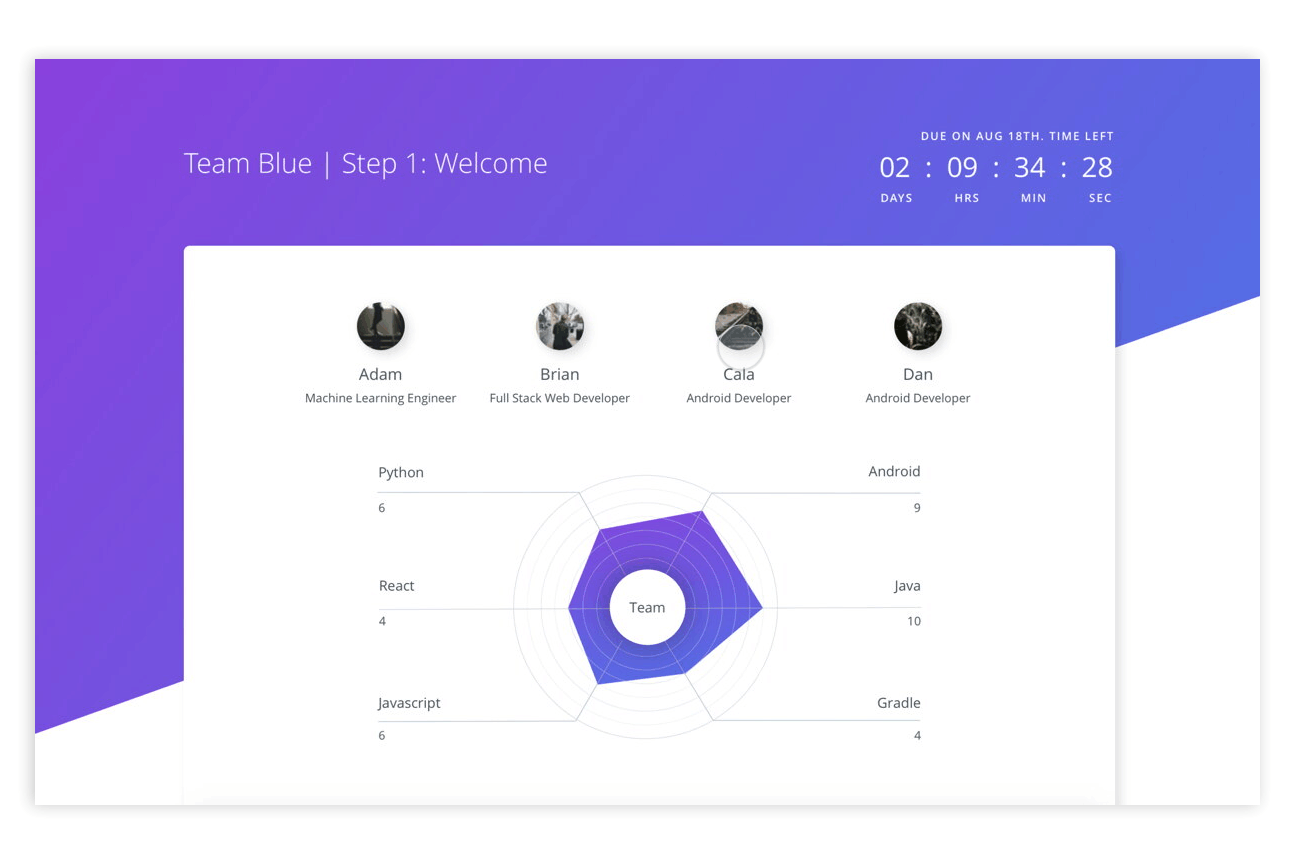 DUE ON AUG 18TH. TIME LEFT
Team Blue | Step 1: Welcome
02 : 09 : 34 : 28
DAYS HRS MIN SEC
Adam Brian Cala Dan
Machine Learning Engineer Full Stack Web Developer Android Developer Android Developer
Python Android
6 9
React Java
Team
4 10
Javascript Gradle
6 4